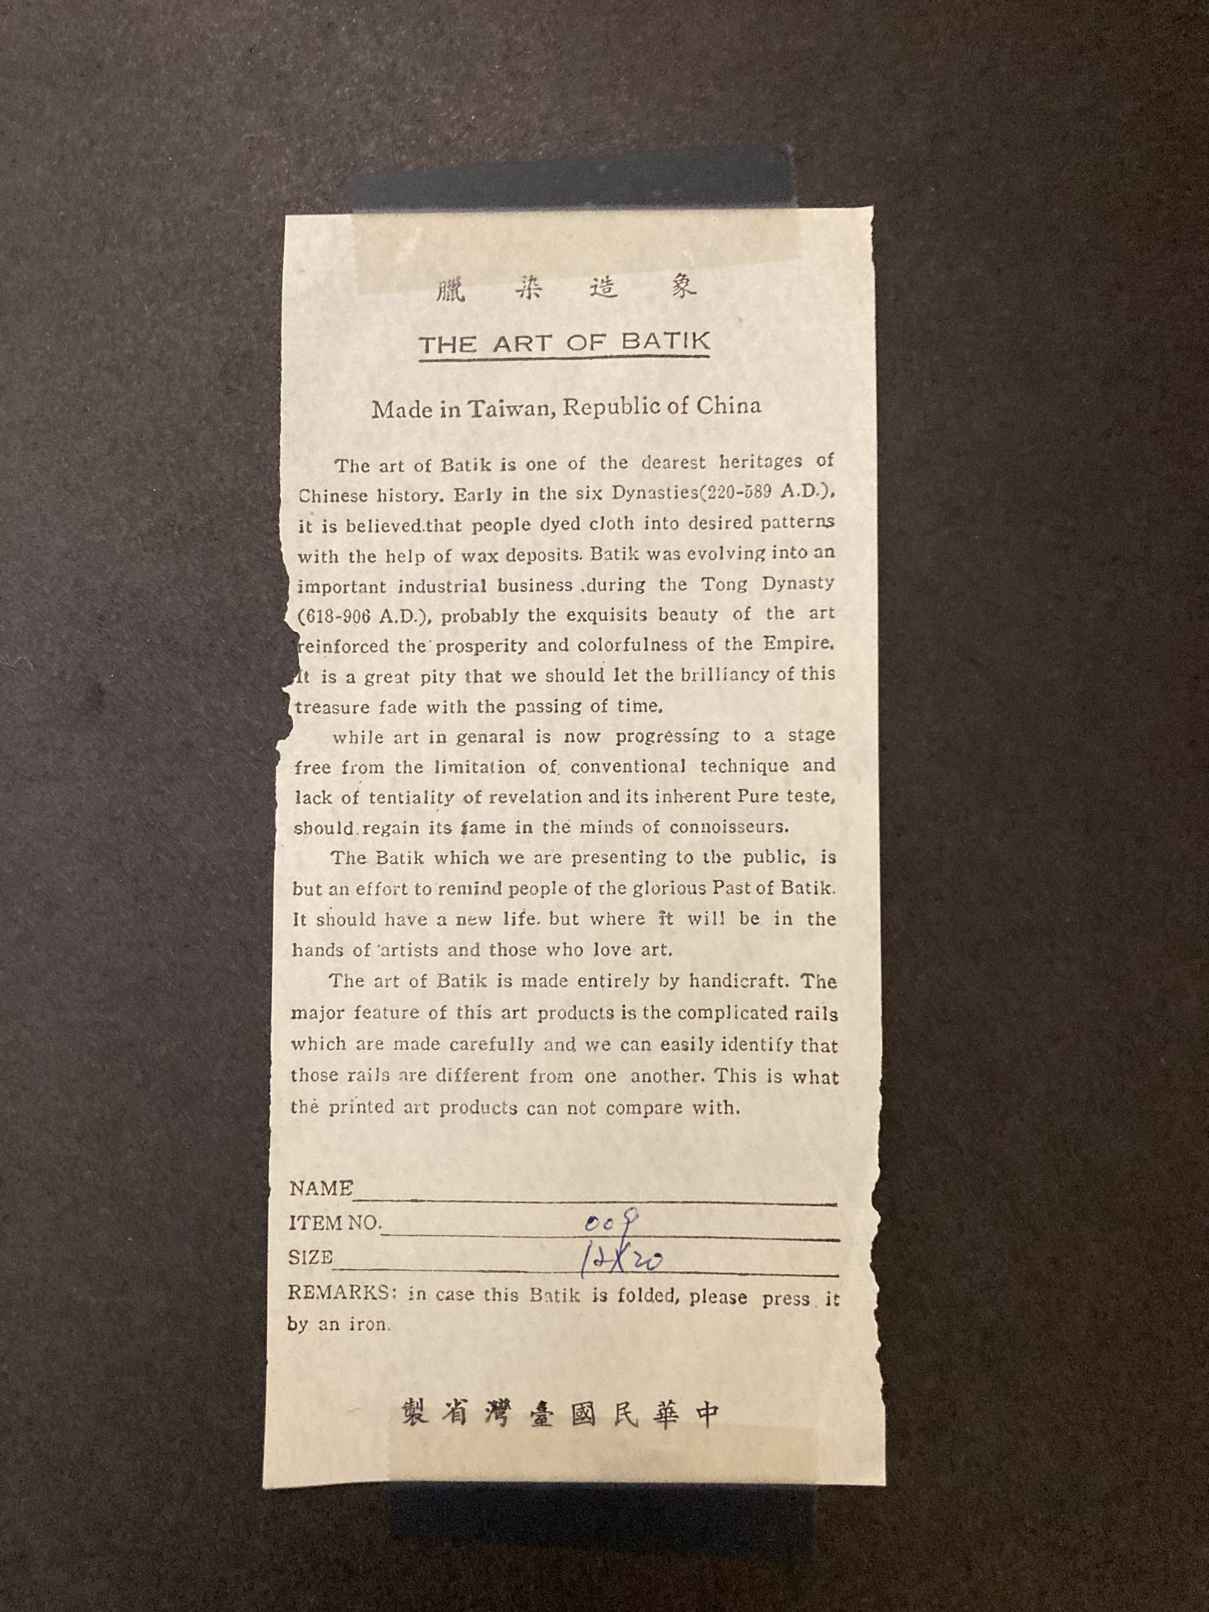 臘染造象
THE ART OF BATIK
Made in Taiwan, Republic of China
The art of Batik is one of the dearest heritages of
Chinese history. Early in the six Dynasties(220-589 A.D.),
it is believed.that people dyed cloth into desired patterns
with the help of wax deposits. Batik was evolving into an
important industrial business .during the Tong Dynasty
(618-906 A.D.), probably the exquisits beauty of the art
reinforced the prosperity and colorfulness of the Empire.
It is a great pity that we should let the brilliancy of this
treasure fade with the passing of time.
while art in genaral is now progressing to a stage
free from the limitation of. conventional technique and
lack of tentiality of revelation and its inherent Pure teste,
should.regain its fame in the minds of connoisseurs.
The Batik which we are presenting to the public, is
but an effort to remind people of the glorious Past of Batik.
It should have a new life. but where it will be in the
hands of artists and those who love art.
The art of Batik is made entirely by handicraft. The
major feature of this art products is the complicated rails
which are made carefully and we can easily identify that
those rails are different from one another. This is what
the printed art products can not compare with.
NAME
ITEM NO. 009
SIZE 12X20
REMARKS: in case this Batik is folded, please press it
by an iron.
製省灣臺國民華中